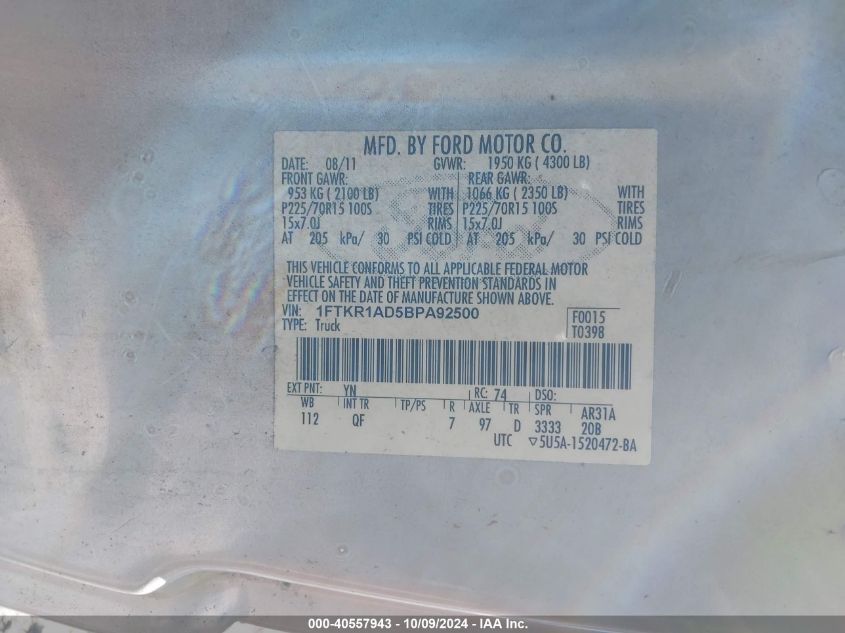 MFD. BY FORD MOTOR CO.
DATE: 08/11 GVWR: 1950 KG ( 4300 LB)
FRONT GAWR: REAR GAWR:
953 KG ( 2100 LB) WITH 1066 KG ( 2350 LB) WITH
P225/70R15 100S TIRES P225/70R15 100S TIRES
15x7.0J RIMS 15x7.0J RIMS
AT 205 kPa/ 30 PSI COLD AT 205 kPa/ 30 PSI COLD
THIS VEHICLE CONFORMS TO ALL APPLICABLE FEDERAL MOTOR
VEHICLE SAFETY AND THEFT PREVENTION STANDARDS IN
EFFECT ON THE DATE OF MANUFACTURE SHOWN ABOVE.
VIN: 1FTKR1AD5BPA92500 F0015
TYPE: Truck T0398
EXT PNT: YN RC: 74 DSO:
WB INT TR TP/PS R AXLE TR SPR AR31A
112 QF 7 97 D 3333 20B
UTC ▽5U5A-1520472-BA
000-40557943 - 10/09/2024 - IAA Inc.